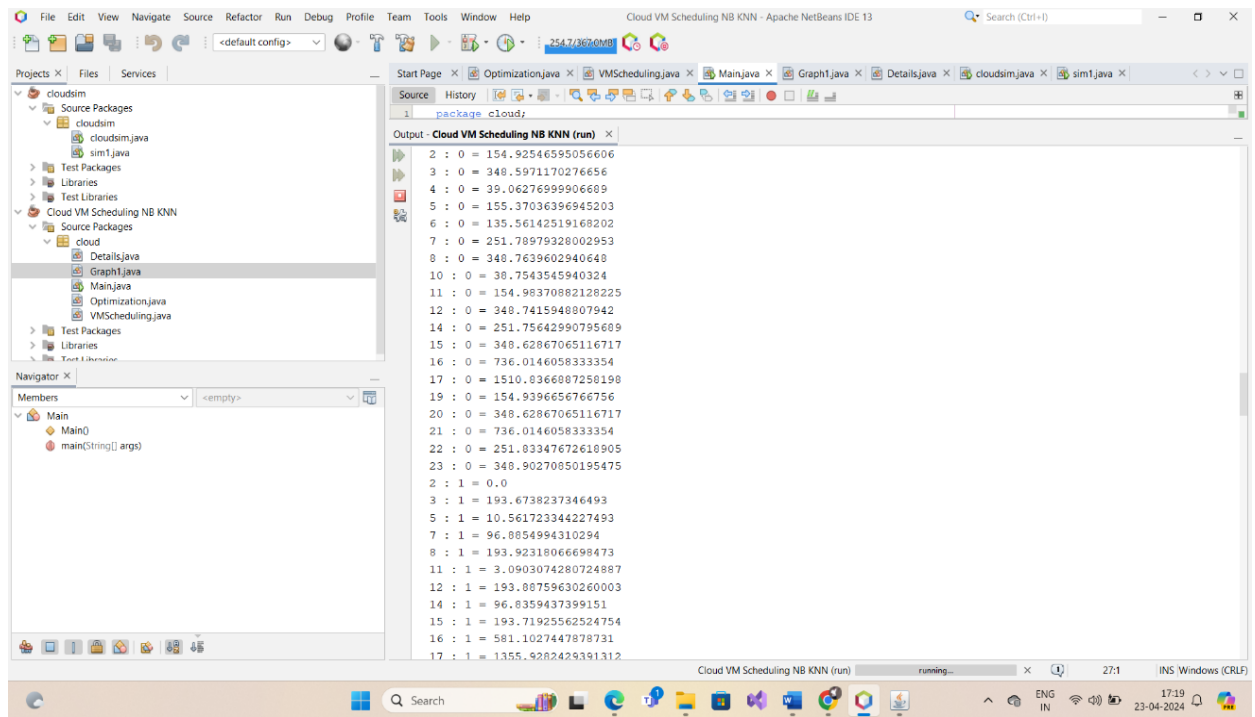 File Edit View Navigate Source Refactor Run Debug Profile Team Tools Window Help
Cloud VM Scheduling NB KNN - Apache NetBeans IDE 13
Search (Ctrl+I)
<default config>
254.7/367.0MB
Projects Files Services
cloudsim
Source Packages
cloudsim
cloudsim.java
sim1.java
Test Packages
Libraries
Test Libraries
Cloud VM Scheduling NB KNN
Source Packages
cloud
Details.java
Graph1.java
Main.java
Optimization.java
VMScheduling.java
Test Packages
Libraries
Test Libraries
Navigator
Members <empty>
Main
Main()
main(String[] args)
Start Page Optimization.java VMScheduling.java Main.java Graph1.java Details.java cloudsim.java sim1.java
Source History
1 package cloud;
Output - Cloud VM Scheduling NB KNN (run)
2 : 0 = 154.92546595056606
3 : 0 = 348.5971170276656
4 : 0 = 39.06276999906689
5 : 0 = 155.37036396945203
6 : 0 = 135.56142519168202
7 : 0 = 251.78979328002953
8 : 0 = 348.7639602940648
10 : 0 = 38.7543545940324
11 : 0 = 154.98370882128225
12 : 0 = 348.7415948807942
14 : 0 = 251.75642990795689
15 : 0 = 348.62867065116717
16 : 0 = 736.0146058333354
17 : 0 = 1510.8366887258198
19 : 0 = 154.9396656766756
20 : 0 = 348.62867065116717
21 : 0 = 736.0146058333354
22 : 0 = 251.83347672618905
23 : 0 = 348.90270850195475
2 : 1 = 0.0
3 : 1 = 193.6738237346493
5 : 1 = 10.561723344227493
7 : 1 = 96.8854994310294
8 : 1 = 193.92318066698473
11 : 1 = 3.0903074280724887
12 : 1 = 193.88759630260003
14 : 1 = 96.8359437399151
15 : 1 = 193.71925562524754
16 : 1 = 581.1027447878731
17 : 1 = 1355.9282429391312
Cloud VM Scheduling NB KNN (run) running... 27:1 INS Windows (CRLF)
Search
ENG
IN
17:19
23-04-2024